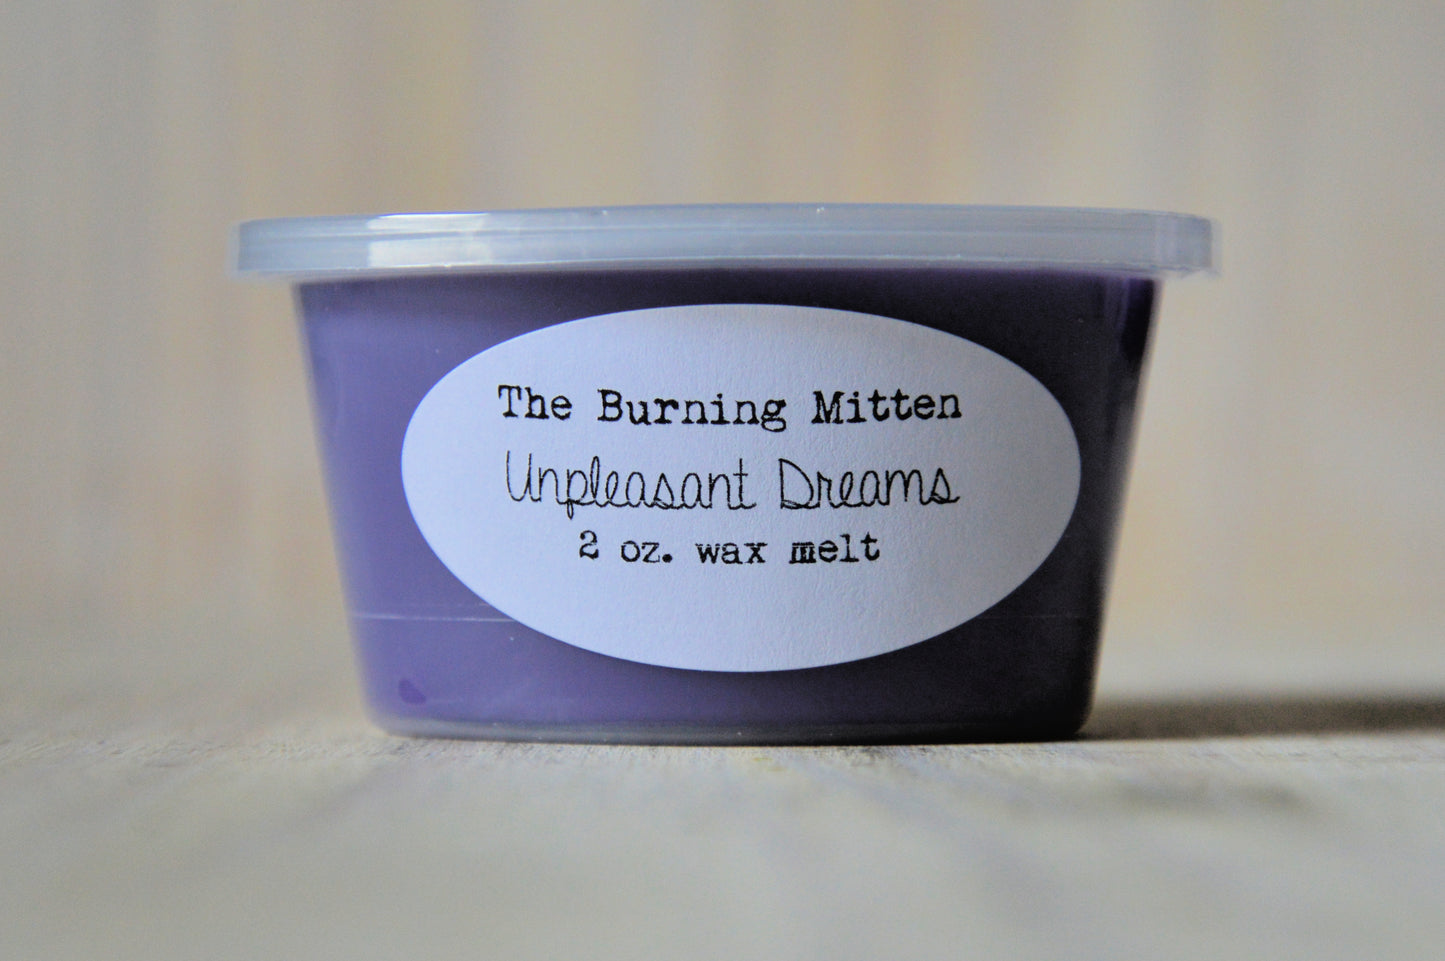 The Burning Mitten
Unpleasant Dreams
2 oz. wax melt